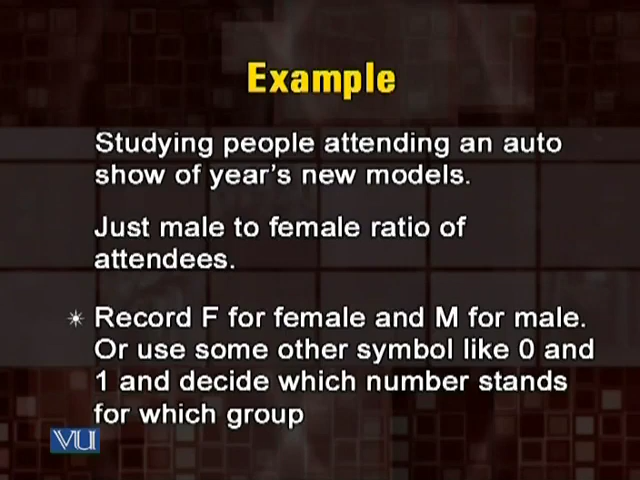 Example
Studying people attending an auto
show of year's new models.
Just male to female ratio of
attendees.
Record F for female and M for male.
Or use some other symbol like 0 and
1 and decide which number stands
for which group
VU